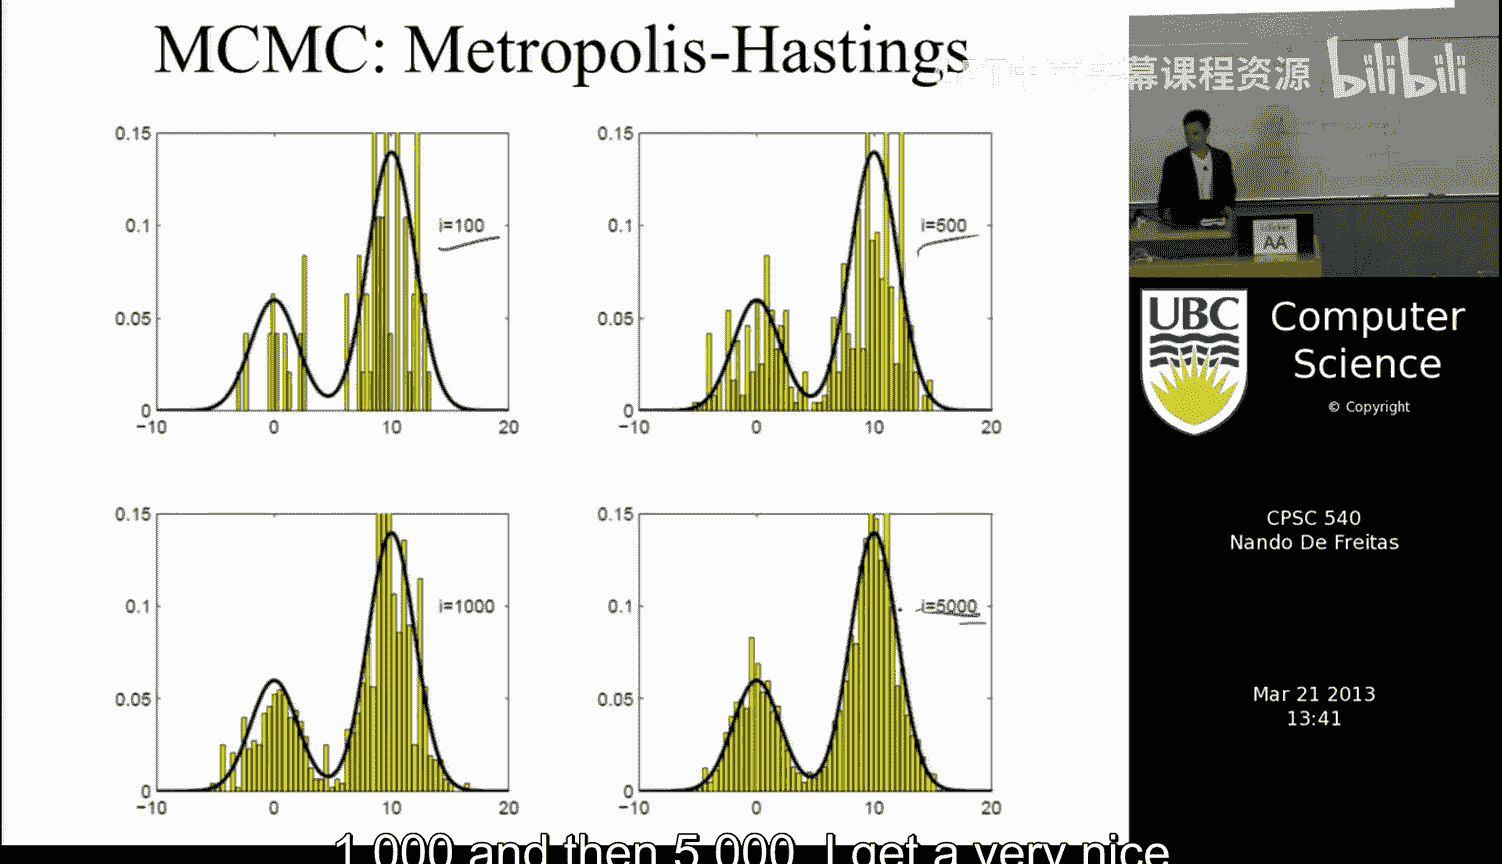 MCMC: Metropolis-Hastings
幕课程资源 bilibili
0.15
0.1
0.05
0
−10
0
10
20
i=100
0.15
0.1
0.05
0
−10
0
10
20
i=500
0.15
0.1
0.05
0
−10
0
10
20
i=1000
0.15
0.1
0.05
0
−10
0
10
20
i=5000
AA
UBC
Computer
Science
© Copyright
CPSC 540
Nando De Freitas
Mar 21 2013
13:41
1 000 and then 5 000, I get a very nice